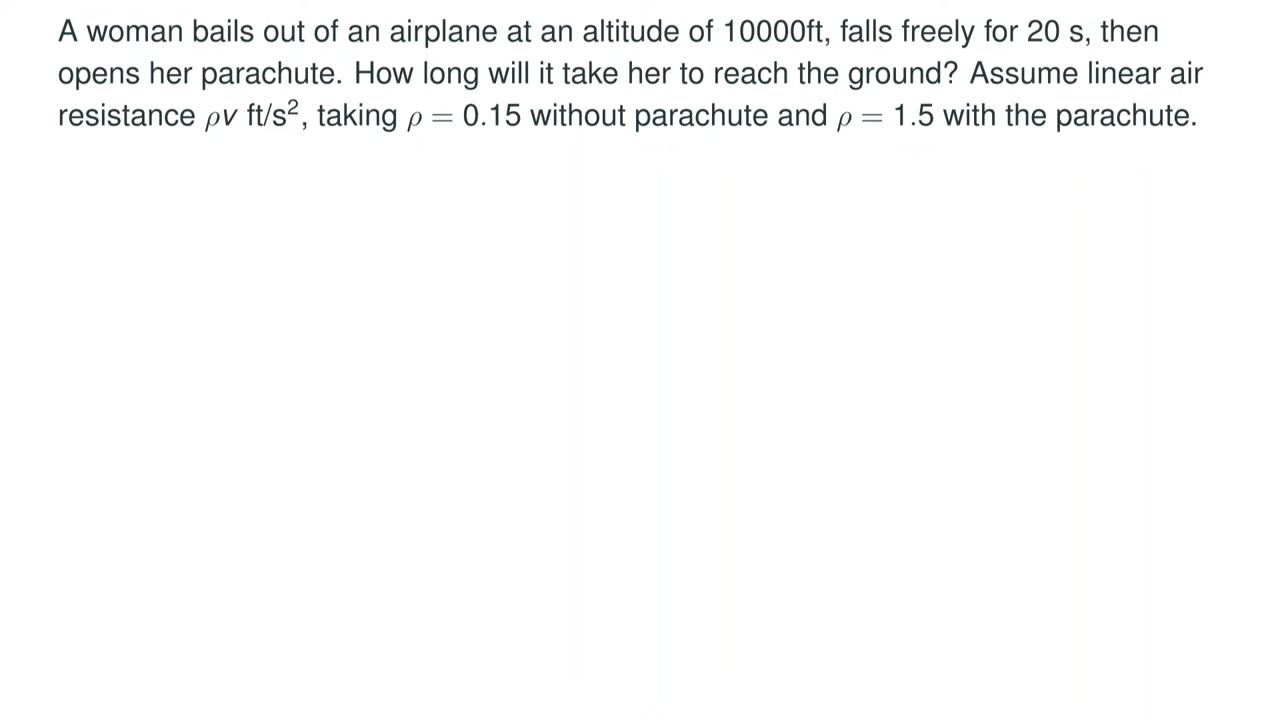 A woman bails out of an airplane at an altitude of 10000ft, falls freely for 20 s, then
opens her parachute. How long will it take her to reach the ground? Assume linear air
resistance ρv ft/s², taking ρ = 0.15 without parachute and ρ = 1.5 with the parachute.